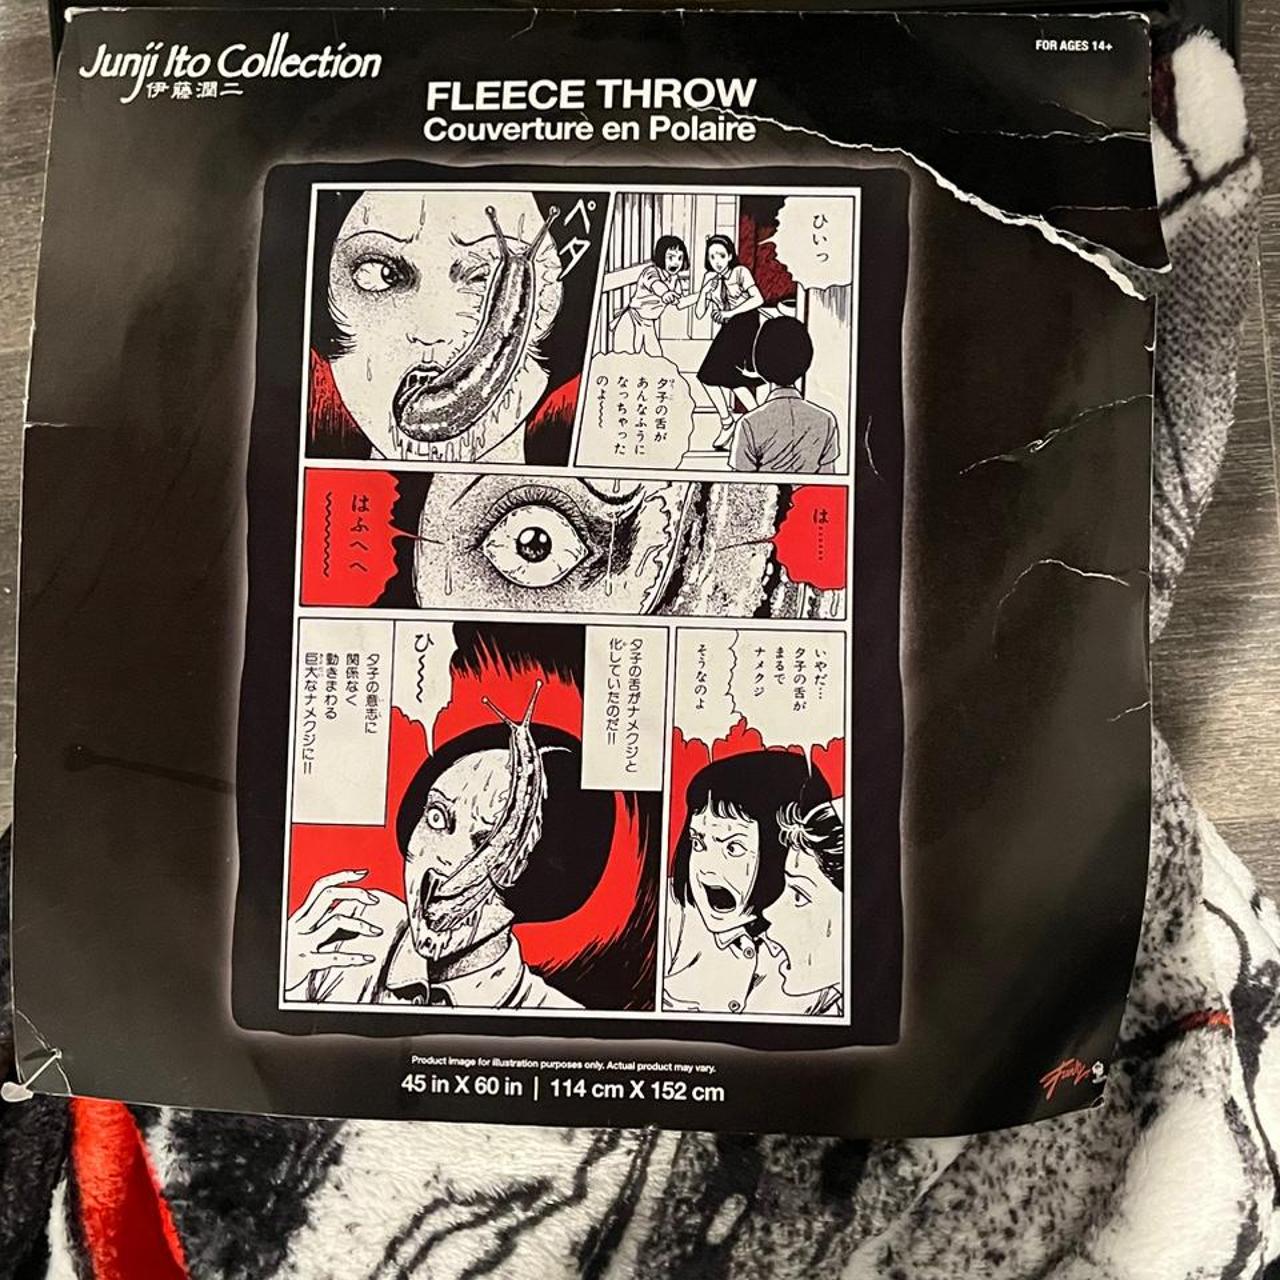 Junji Ito Collection
伊藤潤二
FOR AGES 14+
FLEECE THROW
Couverture en Polaire
ひいっ
ペタ
夕子の舌が
あんなふうに
なっちゃった
のよ〜〜〜
は……
はふへへ
〜〜〜〜
いやだ…
夕子の舌が
まるで
ナメクジ
そうなのよ
夕子の舌がナメクジと
化していたのだ!!
ひ〜〜〜
夕子の意志に
関係なく
動きまわる
巨大なナメクジに!!
Product image for illustration purposes only. Actual product may vary.
45 in X 60 in | 114 cm X 152 cm